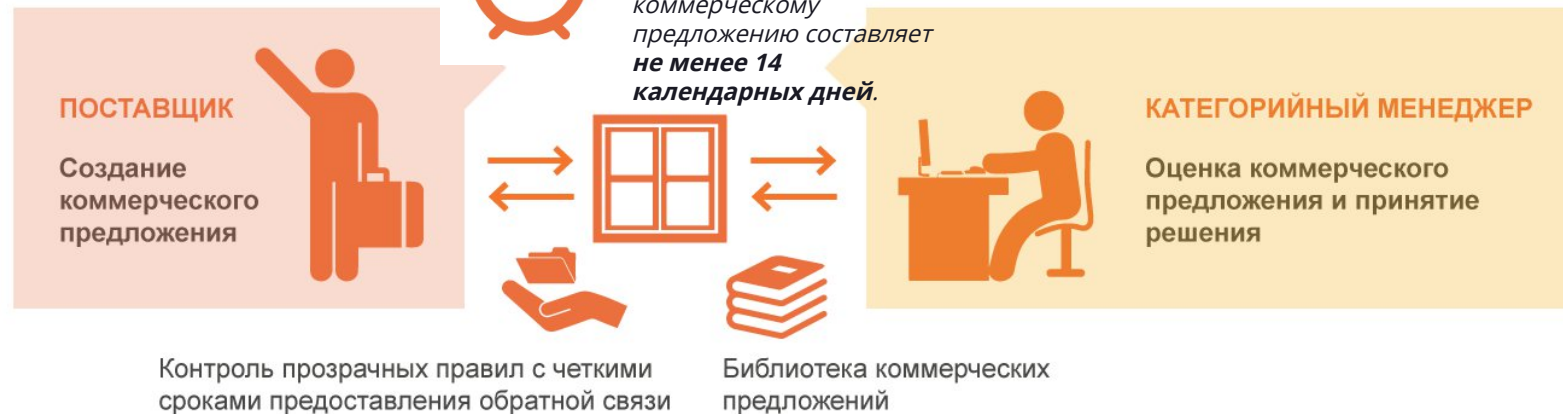 коммерческому
предложению составляет
не менее 14
календарных дней.
ПОСТАВЩИК
Создание
коммерческого
предложения
КАТЕГОРИЙНЫЙ МЕНЕДЖЕР
Оценка коммерческого
предложения и принятие
решения
Контроль прозрачных правил с четкими
сроками предоставления обратной связи
Библиотека коммерческих
предложений